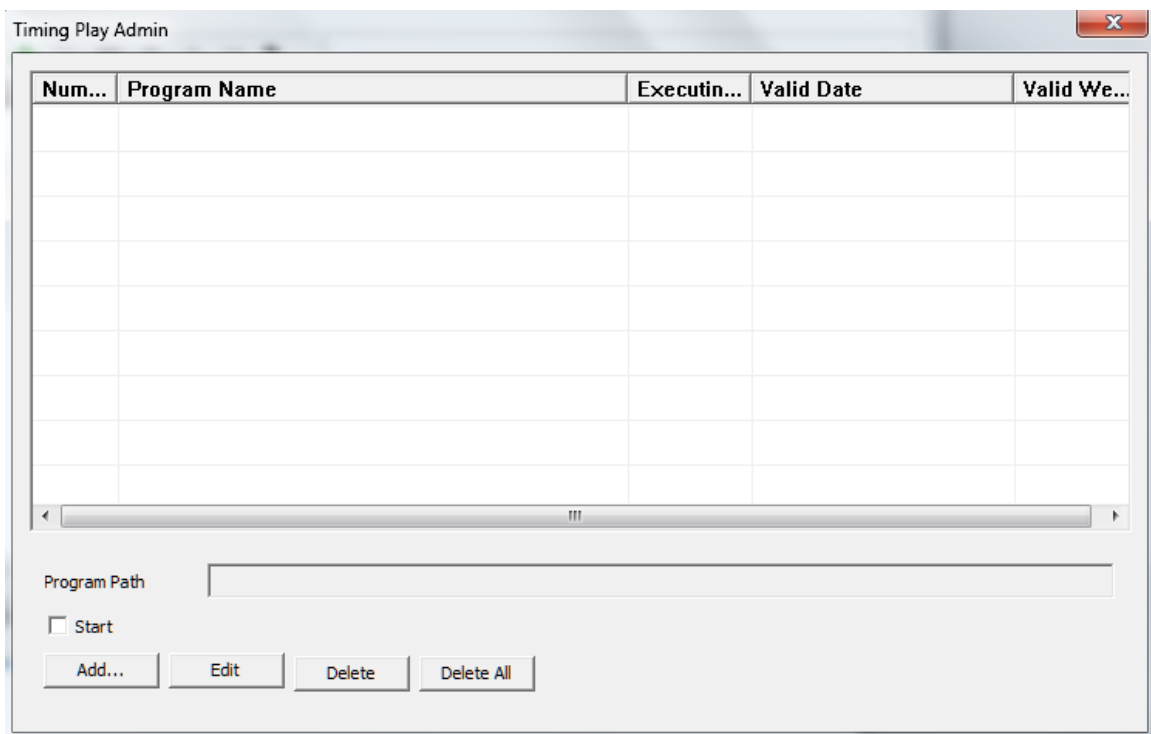 Timing Play Admin
Num... Program Name Executin... Valid Date Valid We...
Program Path
Start
Add... Edit Delete Delete All